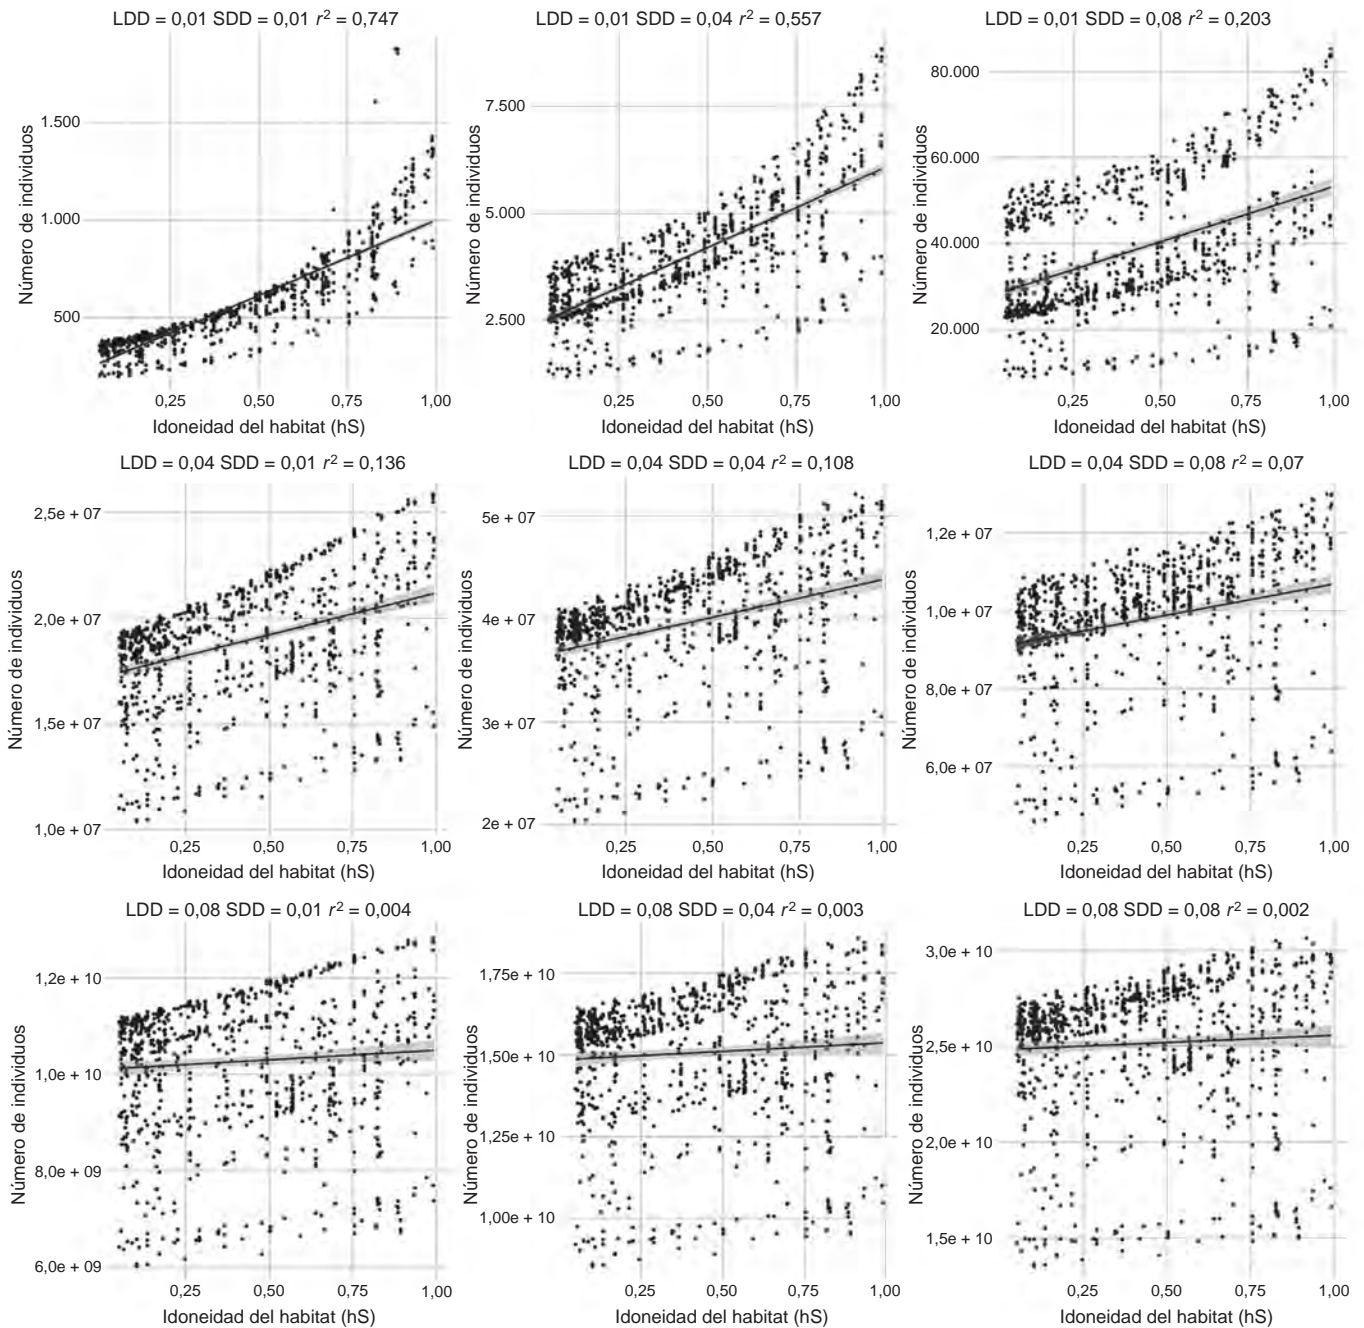 LDD = 0,01 SDD = 0,01 r² = 0,747
Número de individuos
1.500
1.000
500
0,25 0,50 0,75 1,00
Idoneidad del habitat (hS)
LDD = 0,01 SDD = 0,04 r² = 0,557
Número de individuos
7.500
5.000
2.500
0,25 0,50 0,75 1,00
Idoneidad del habitat (hS)
LDD = 0,01 SDD = 0,08 r² = 0,203
Número de individuos
80.000
60.000
40.000
20.000
0,25 0,50 0,75 1,00
Idoneidad del habitat (hS)
LDD = 0,04 SDD = 0,01 r² = 0,136
Número de individuos
2,5e + 07
2,0e + 07
1,5e + 07
1,0e + 07
0,25 0,50 0,75 1,00
Idoneidad del habitat (hS)
LDD = 0,04 SDD = 0,04 r² = 0,108
Número de individuos
5e + 07
4e + 07
3e + 07
2e + 07
0,25 0,50 0,75 1,00
Idoneidad del habitat (hS)
LDD = 0,04 SDD = 0,08 r² = 0,07
Número de individuos
1,2e + 07
1,0e + 07
8,0e + 07
6,0e + 07
0,25 0,50 0,75 1,00
Idoneidad del habitat (hS)
LDD = 0,08 SDD = 0,01 r² = 0,004
Número de individuos
1,2e + 10
1,0e + 10
8,0e + 09
6,0e + 09
0,25 0,50 0,75 1,00
Idoneidad del habitat (hS)
LDD = 0,08 SDD = 0,04 r² = 0,003
Número de individuos
1,75e + 10
1,50e + 10
1,25e + 10
1,00e + 10
0,25 0,50 0,75 1,00
Idoneidad del habitat (hS)
LDD = 0,08 SDD = 0,08 r² = 0,002
Número de individuos
3,0e + 10
2,5e + 10
2,0e + 10
1,5e + 10
0,25 0,50 0,75 1,00
Idoneidad del habitat (hS)